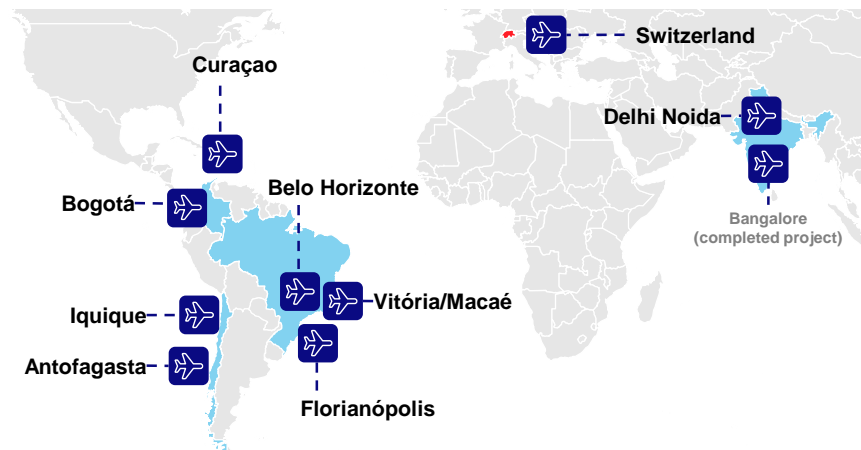 Switzerland
Curaçao
Delhi Noida
Belo Horizonte
Bogotá
Bangalore
(completed project)
Vitória/Macaé
Iquique
Antofagasta
Florianópolis